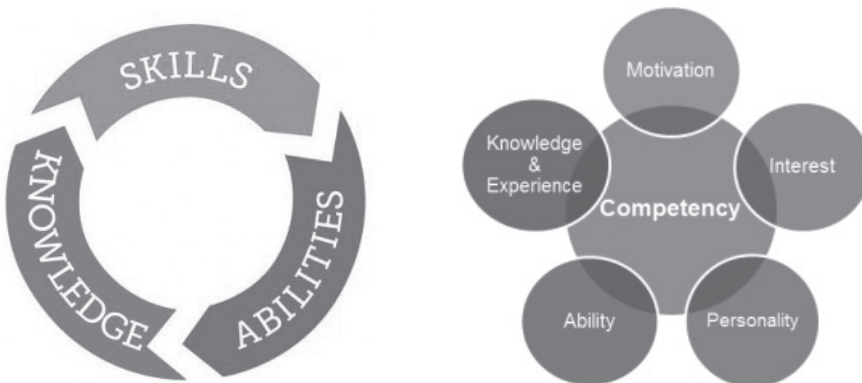 SKILLS
ABILITIES
KNOWLEDGE
Motivation
Knowledge
&
Experience
Interest
Competency
Ability
Personality